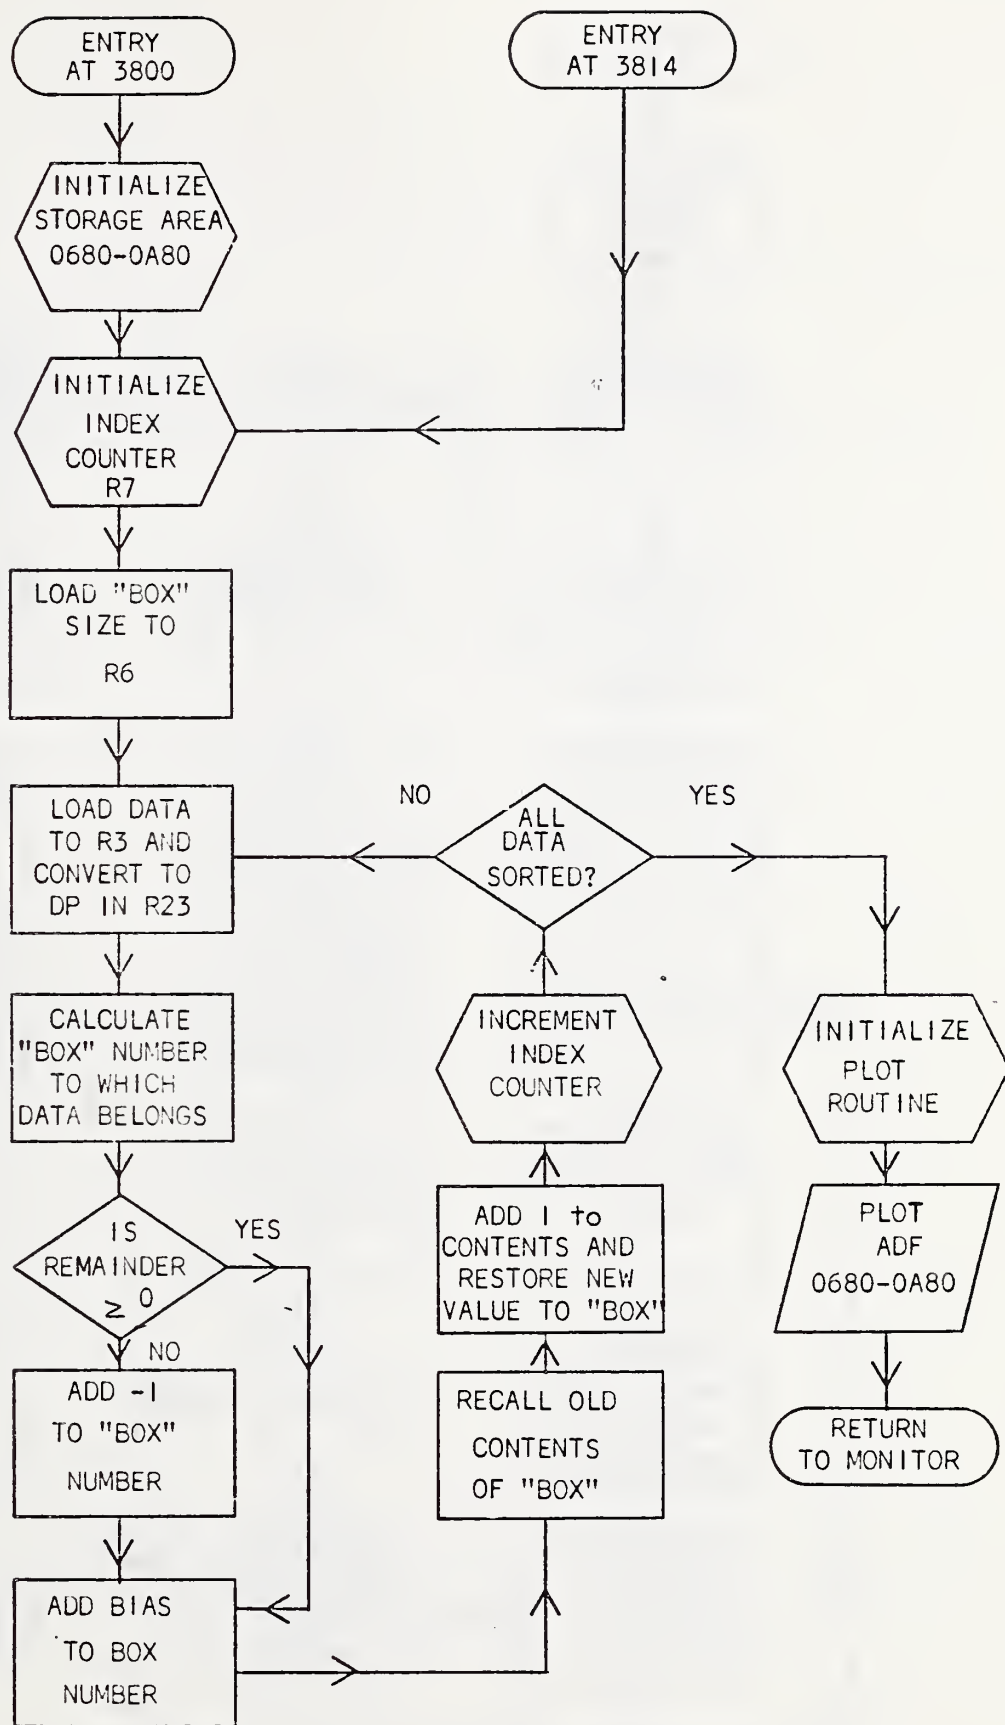 ENTRY
AT 3800
ENTRY
AT 3814
INITIALIZE
STORAGE AREA
0680-0A80
INITIALIZE
INDEX
COUNTER
R7
LOAD "BOX"
SIZE TO
R6
LOAD DATA
TO R3 AND
CONVERT TO
DP IN R23
CALCULATE
"BOX" NUMBER
TO WHICH
DATA BELONGS
IS
REMAINDER
≥ 0
YES
NO
ADD -1
TO "BOX"
NUMBER
ADD BIAS
TO BOX
NUMBER
RECALL OLD
CONTENTS
OF "BOX"
ADD 1 to
CONTENTS AND
RESTORE NEW
VALUE TO "BOX"
INCREMENT
INDEX
COUNTER
ALL
DATA
SORTED?
NO
YES
INITIALIZE
PLOT
ROUTINE
PLOT
ADF
0680-0A80
RETURN
TO MONITOR